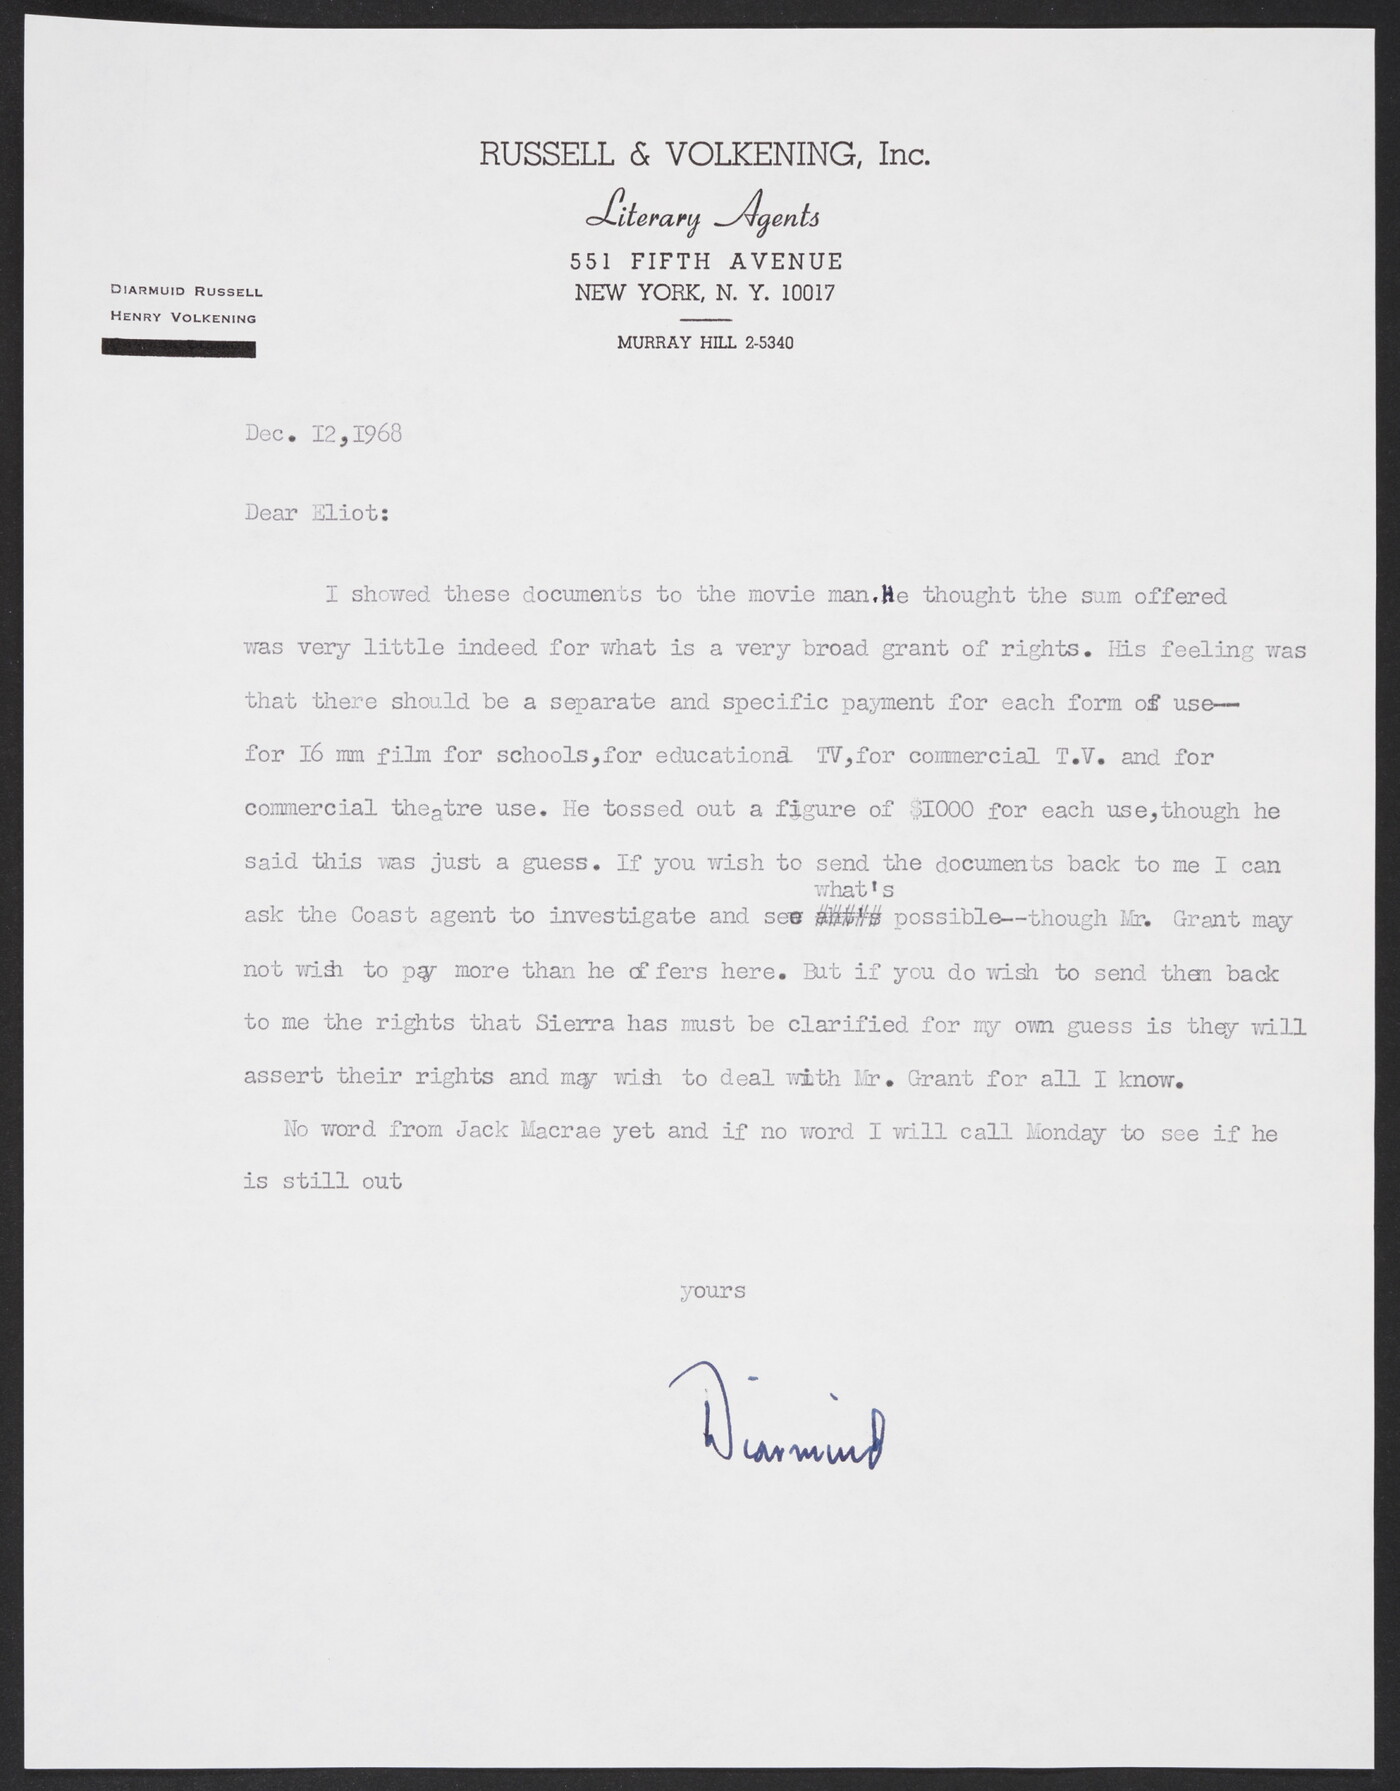 RUSSELL & VOLKENING, Inc.
Literary Agents
551 FIFTH AVENUE
NEW YORK, N. Y. 10017
MURRAY HILL 2-5340
DIARMUID RUSSELL
HENRY VOLKENING
Dec. I2,I968
Dear Eliot:
I showed these documents to the movie man.He thought the sum offered
was very little indeed for what is a very broad grant of rights. His feeling was
that there should be a separate and specific payment for each form of use--
for I6 mm film for schools,for educational TV,for commercial T.V. and for
commercial theatre use. He tossed out a figure of $I000 for each use,though he
said this was just a guess. If you wish to send the documents back to me I can
what's
ask the Coast agent to investigate and see possible--though Mr. Grant may
not wish to pay more than he offers here. But if you do wish to send them back
to me the rights that Sierra has must be clarified for my own guess is they will
assert their rights and may wish to deal with Mr. Grant for all I know.
No word from Jack Macrae yet and if no word I will call Monday to see if he
is still out
yours
Diarmuid